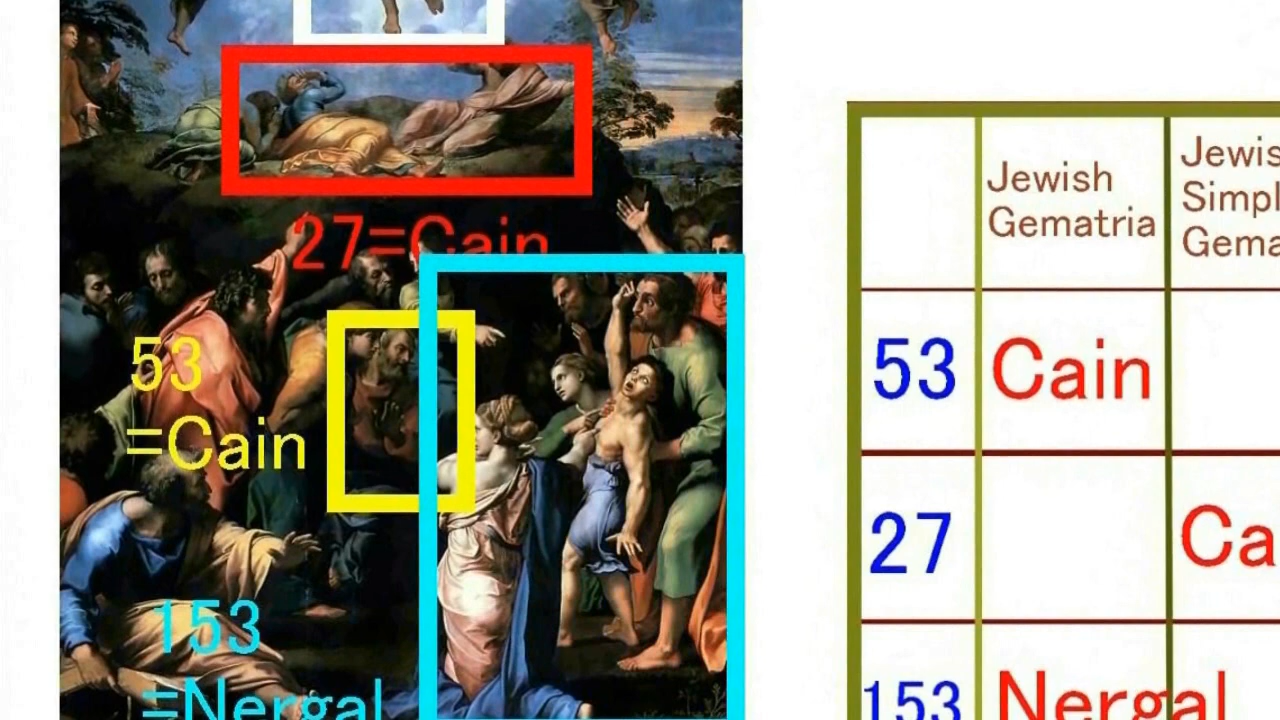 27=Cain
53
=Cain
153
=Nergal
Jewish
Gematria
53 Cain
27
153 Nergal